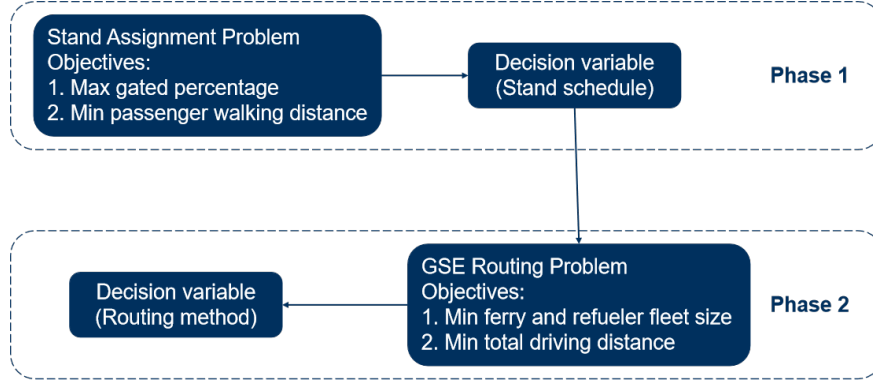 Stand Assignment Problem
Objectives:
1. Max gated percentage
2. Min passenger walking distance
Decision variable
(Stand schedule)
Phase 1
GSE Routing Problem
Objectives:
1. Min ferry and refueler fleet size
2. Min total driving distance
Decision variable
(Routing method)
Phase 2